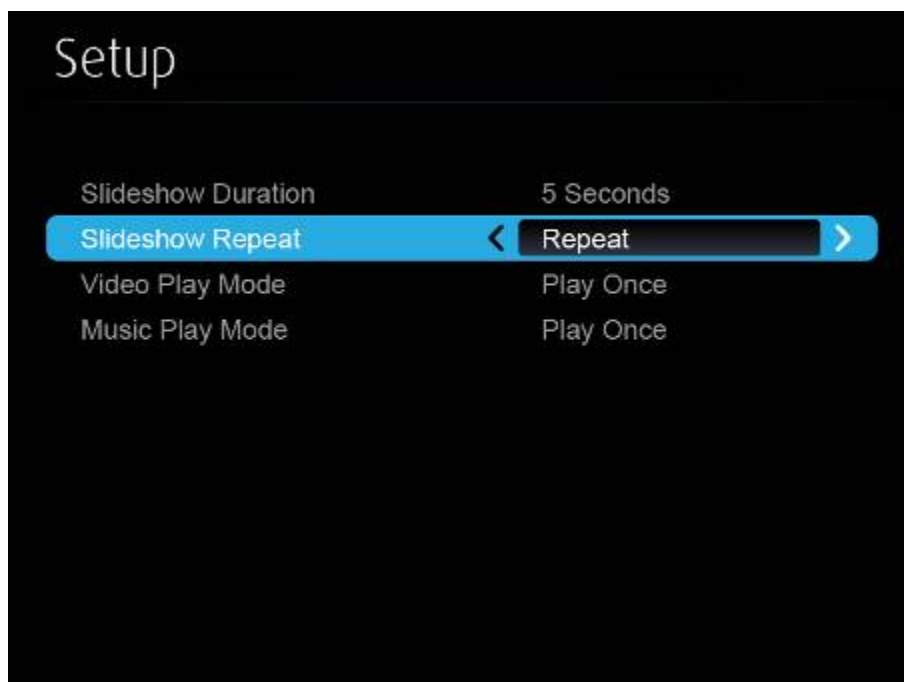 Setup
Slideshow Duration 5 Seconds
Slideshow Repeat Repeat
Video Play Mode Play Once
Music Play Mode Play Once